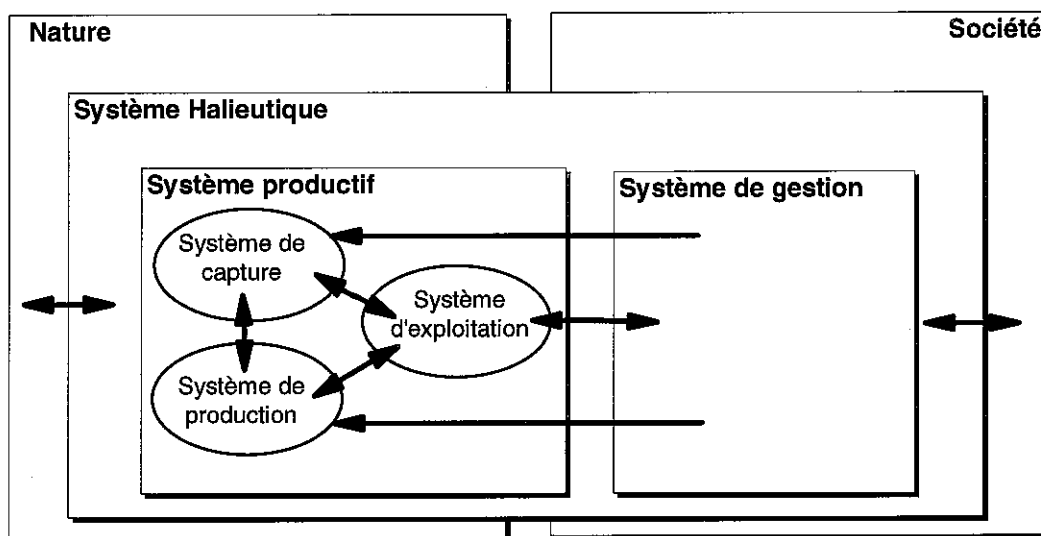 Nature
Société
Système Halieutique
Système productif
Système de gestion
Système de
capture
Système
d'exploitation
Système de
production